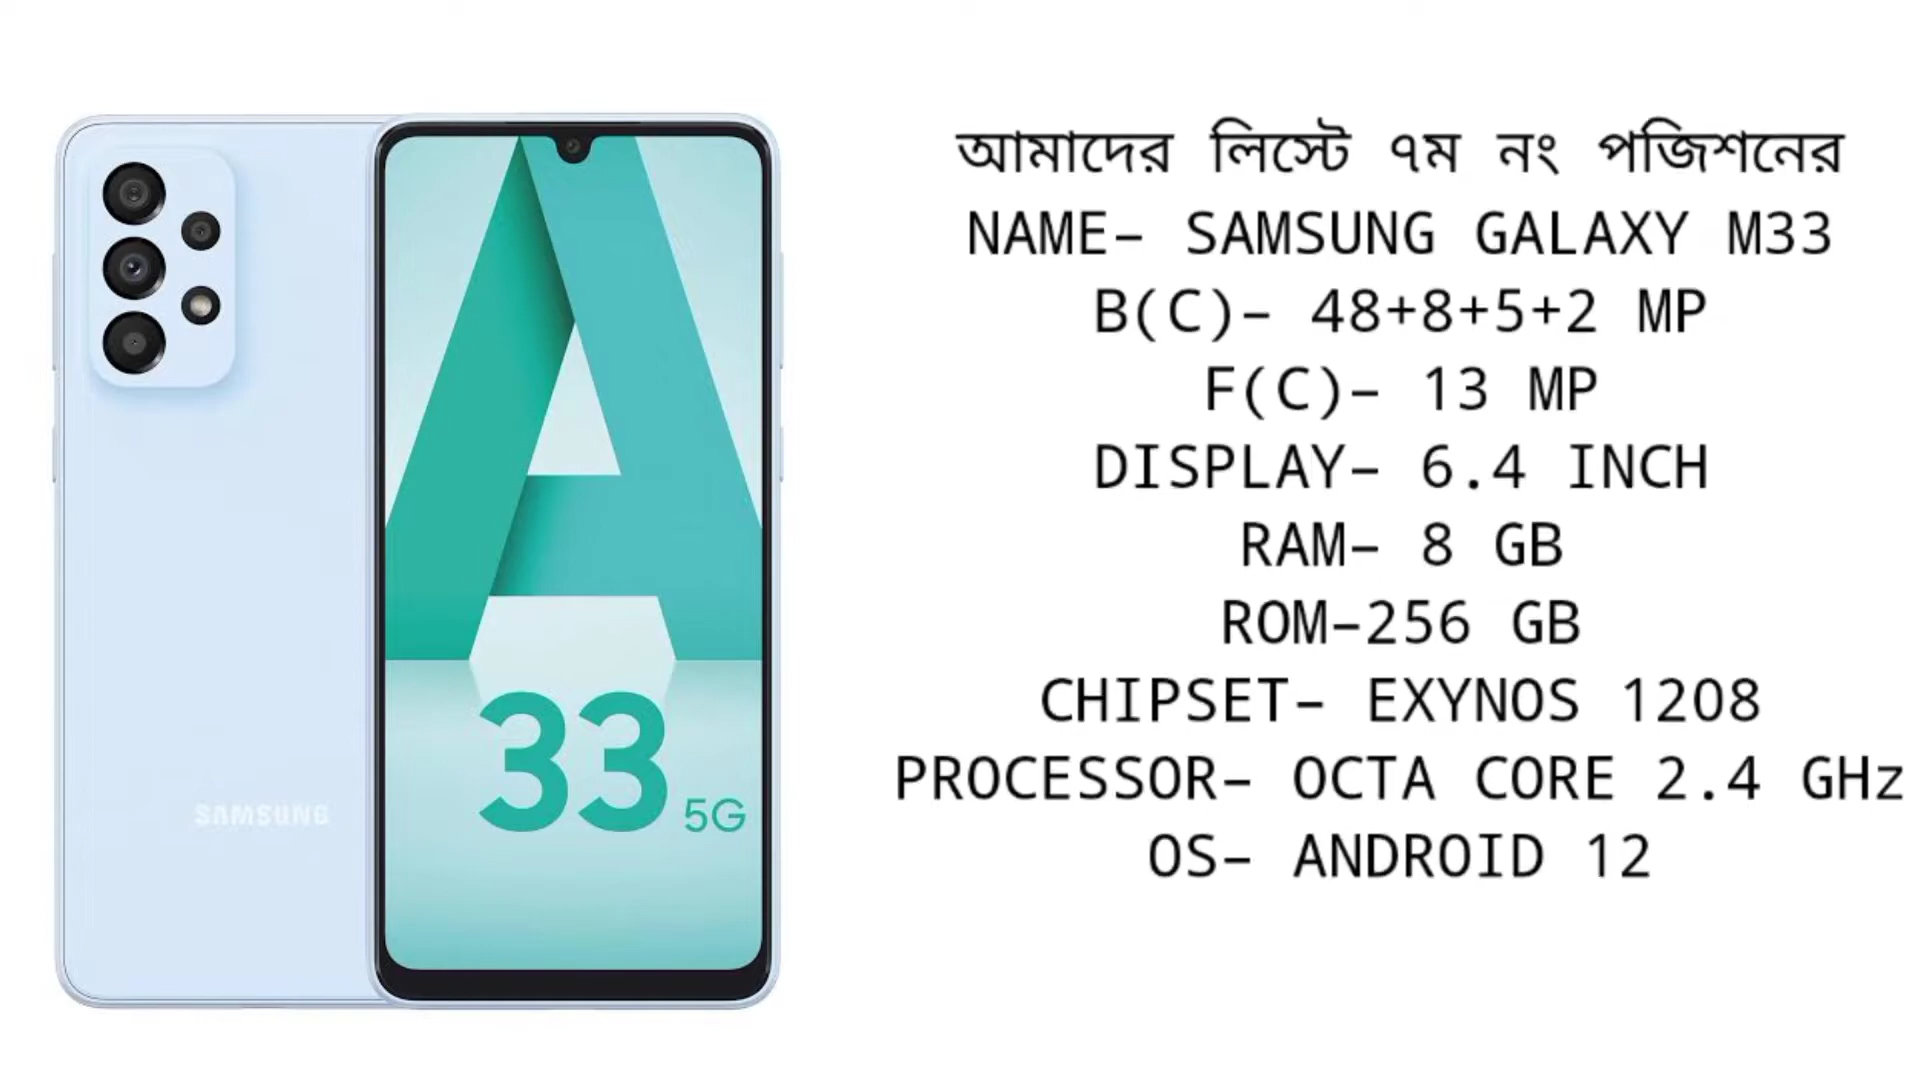 আমাদের লিস্টে ৭ম নং পজিশনের
NAME– SAMSUNG GALAXY M33
B(C)– 48+8+5+2 MP
F(C)– 13 MP
DISPLAY– 6.4 INCH
RAM– 8 GB
ROM–256 GB
CHIPSET– EXYNOS 1208
PROCESSOR– OCTA CORE 2.4 GHz
OS– ANDROID 12
A
33 5G
SAMSUNG